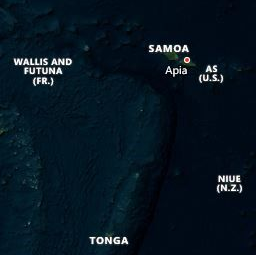 SAMOA
WALLIS AND
FUTUNA
(FR.)
Apia
AS
(U.S.)
NIUE
(N.Z.)
TONGA